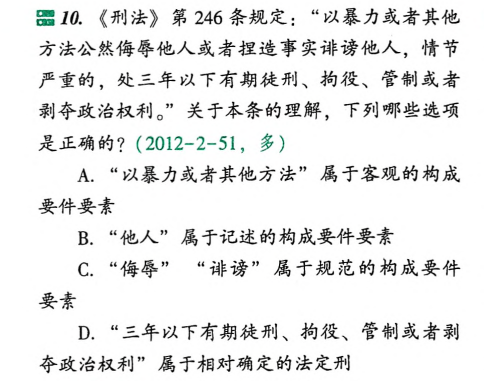 10.《刑法》第 246 条规定：“以暴力或者其他
方法公然侮辱他人或者捏造事实诽谤他人，情节
严重的，处三年以下有期徒刑、拘役、管制或者
剥夺政治权利。”关于本条的理解，下列哪些选项
是正确的？(2012-2-51，多)
A. “以暴力或者其他方法”属于客观的构成
要件要素
B. “他人”属于记述的构成要件要素
C. “侮辱”“诽谤”属于规范的构成要件
要素
D. “三年以下有期徒刑、拘役、管制或者剥
夺政治权利”属于相对确定的法定刑